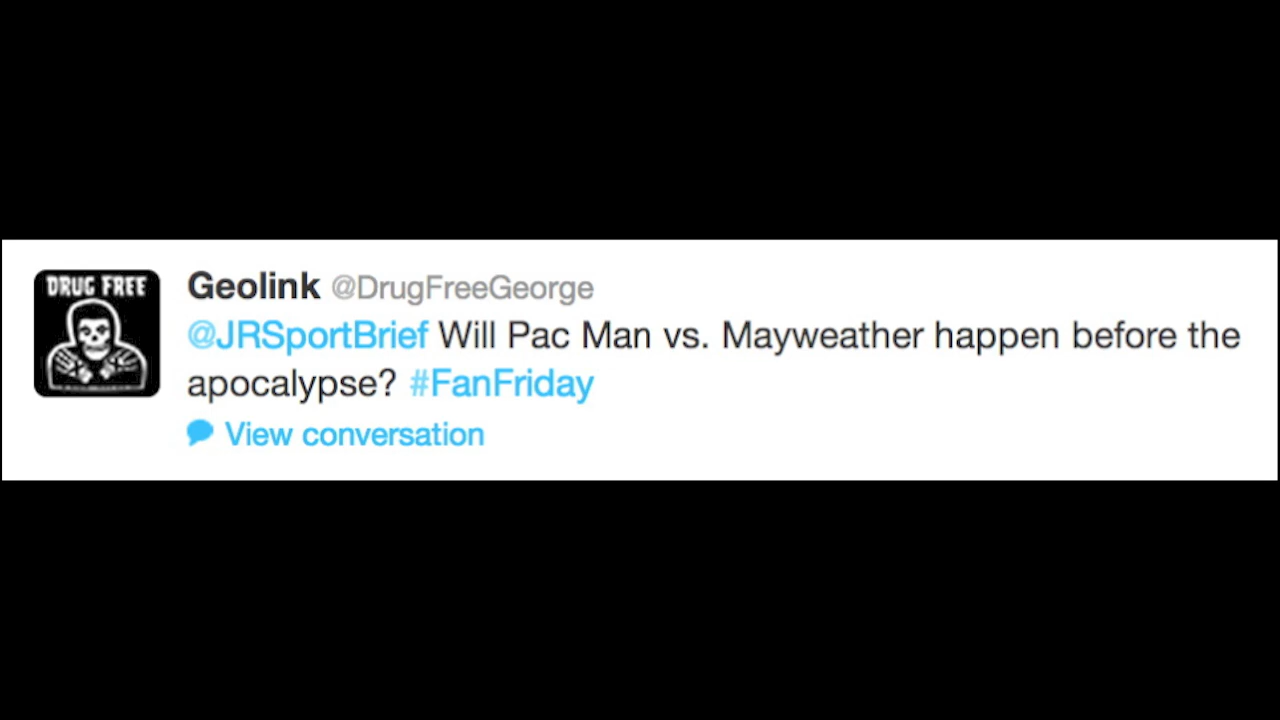 DRUG FREE
Geolink @DrugFreeGeorge
@JRSportBrief Will Pac Man vs. Mayweather happen before the
apocalypse? #FanFriday
View conversation